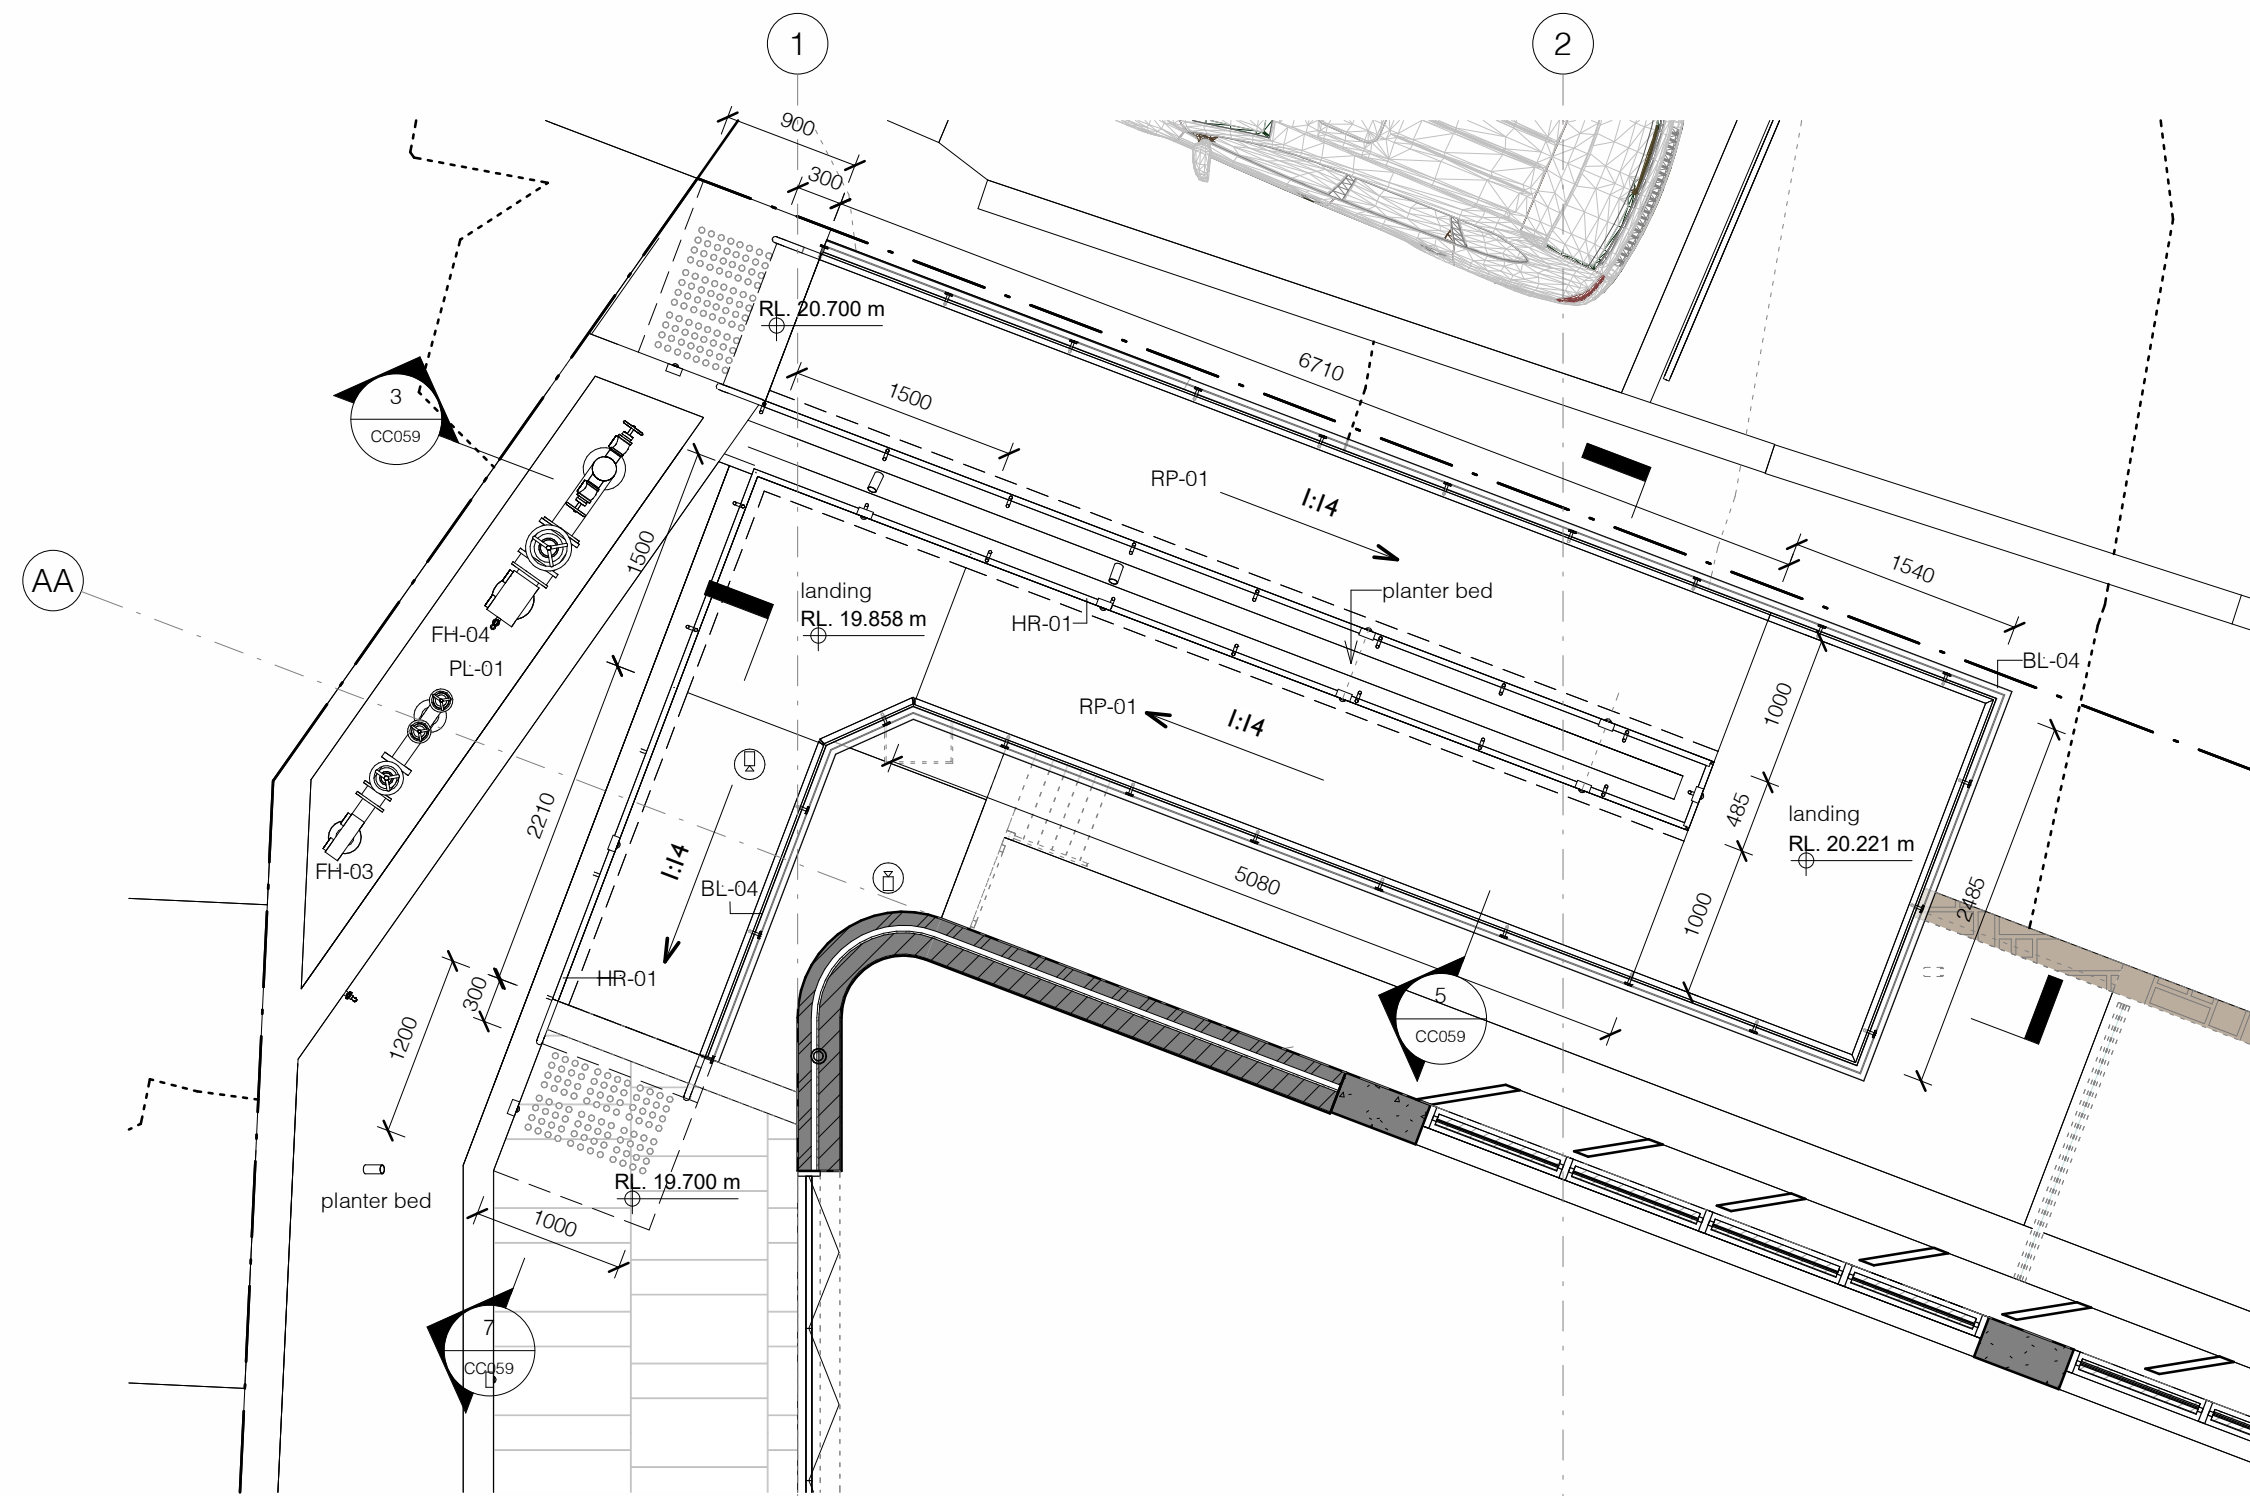 1
2
900
300
RL. 20.700 m
6710
3
CC059
1500
RP-01
1:14
1540
1500
AA
landing
RL. 19.858 m
planter bed
HR-01
FH-04
PL-01
BL-04
1000
RP-01
1:14
2210
485
landing
RL. 20.221 m
1:14
FH-03
BL-04
5080
2485
1000
HR-01
300
1200
5
CC059
RL. 19.700 m
planter bed
1000
7
CC059